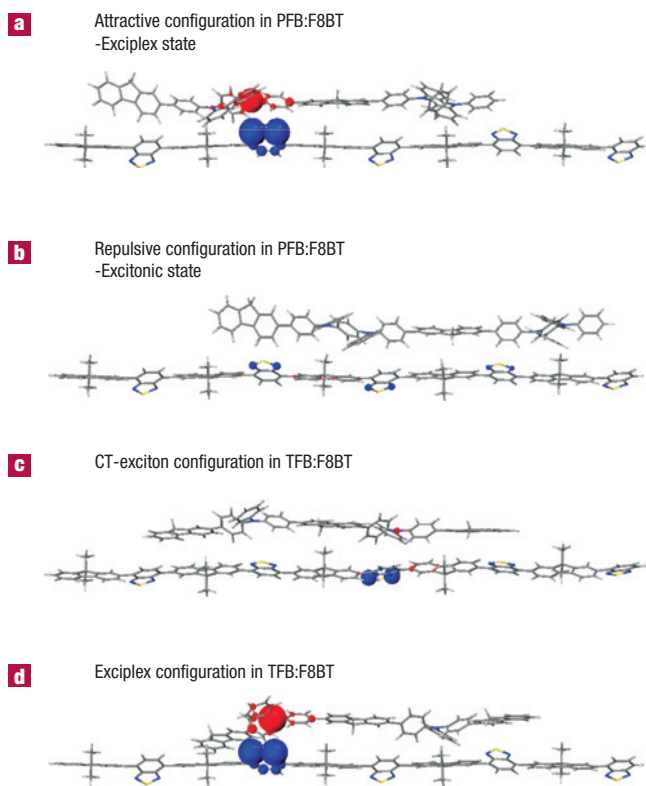 a
Attractive configuration in PFB:F8BT
-Exciplex state
b
Repulsive configuration in PFB:F8BT
-Excitonic state
c
CT-exciton configuration in TFB:F8BT
d
Exciplex configuration in TFB:F8BT